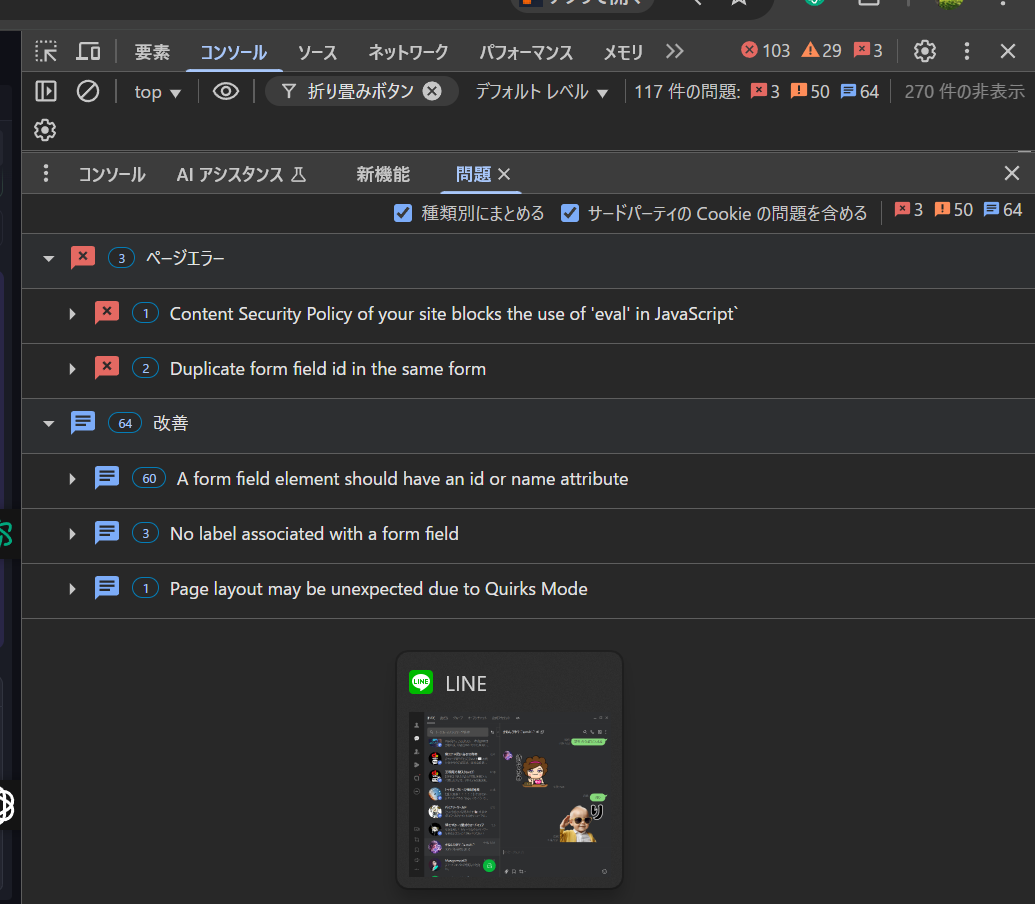 要素 コンソール ソース ネットワーク パフォーマンス メモリ 103 29 3
top 折り畳みボタン デフォルト レベル 117 件の問題: 3 50 64 270 件の非表示
コンソール AI アシスタンス 新機能 問題
種類別にまとめる サードパーティの Cookie の問題を含める 3 50 64
3 ページエラー
1 Content Security Policy of your site blocks the use of 'eval' in JavaScript`
2 Duplicate form field id in the same form
64 改善
60 A form field element should have an id or name attribute
3 No label associated with a form field
1 Page layout may be unexpected due to Quirks Mode
LINE LINE